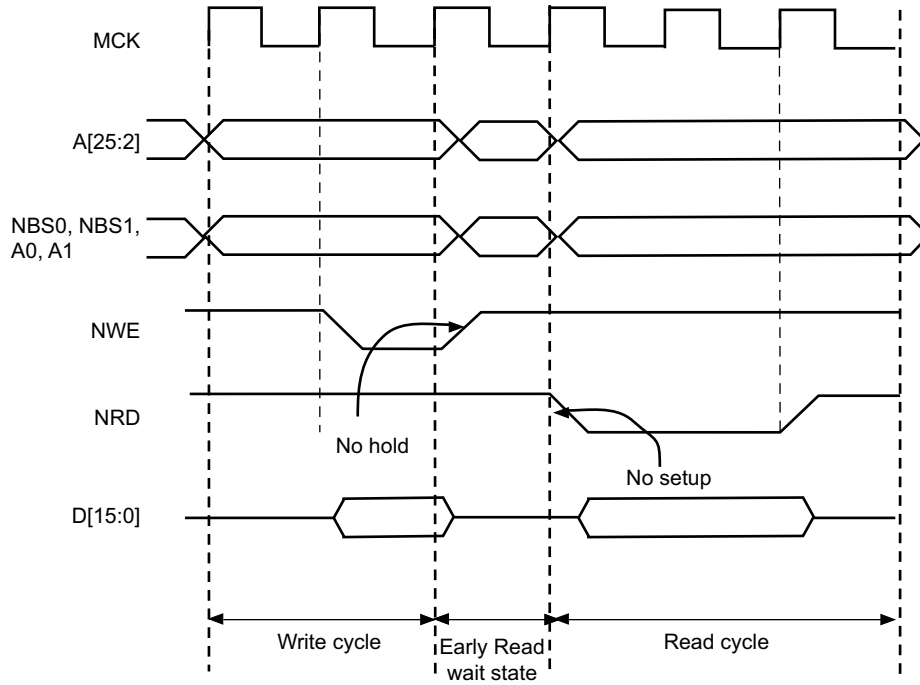 MCK
A[25:2]
NBS0, NBS1,
A0, A1
NWE
NRD
No hold
No setup
D[15:0]
Write cycle
Early Read
wait state
Read cycle